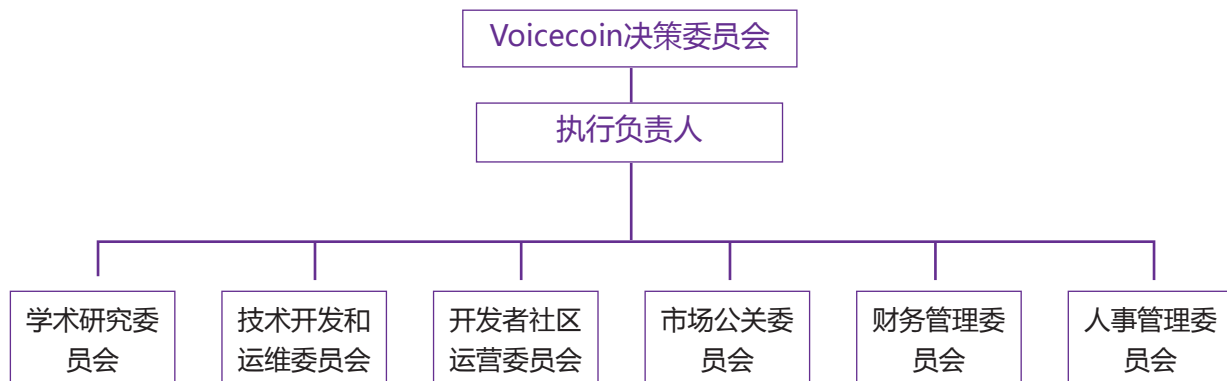 Voicecoin决策委员会
执行负责人
学术研究委
员会
技术开发和
运维委员会
开发者社区
运营委员会
市场公关委
员会
财务管理委
员会
人事管理委
员会